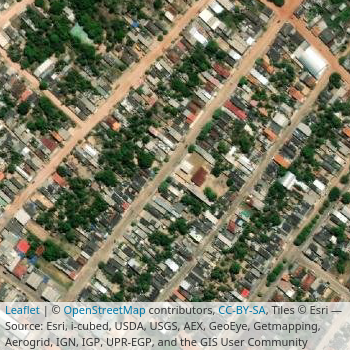 Leaflet | © OpenStreetMap contributors, CC-BY-SA, Tiles © Esri —
Source: Esri, i-cubed, USDA, USGS, AEX, GeoEye, Getmapping,
Aerogrid, IGN, IGP, UPR-EGP, and the GIS User Community